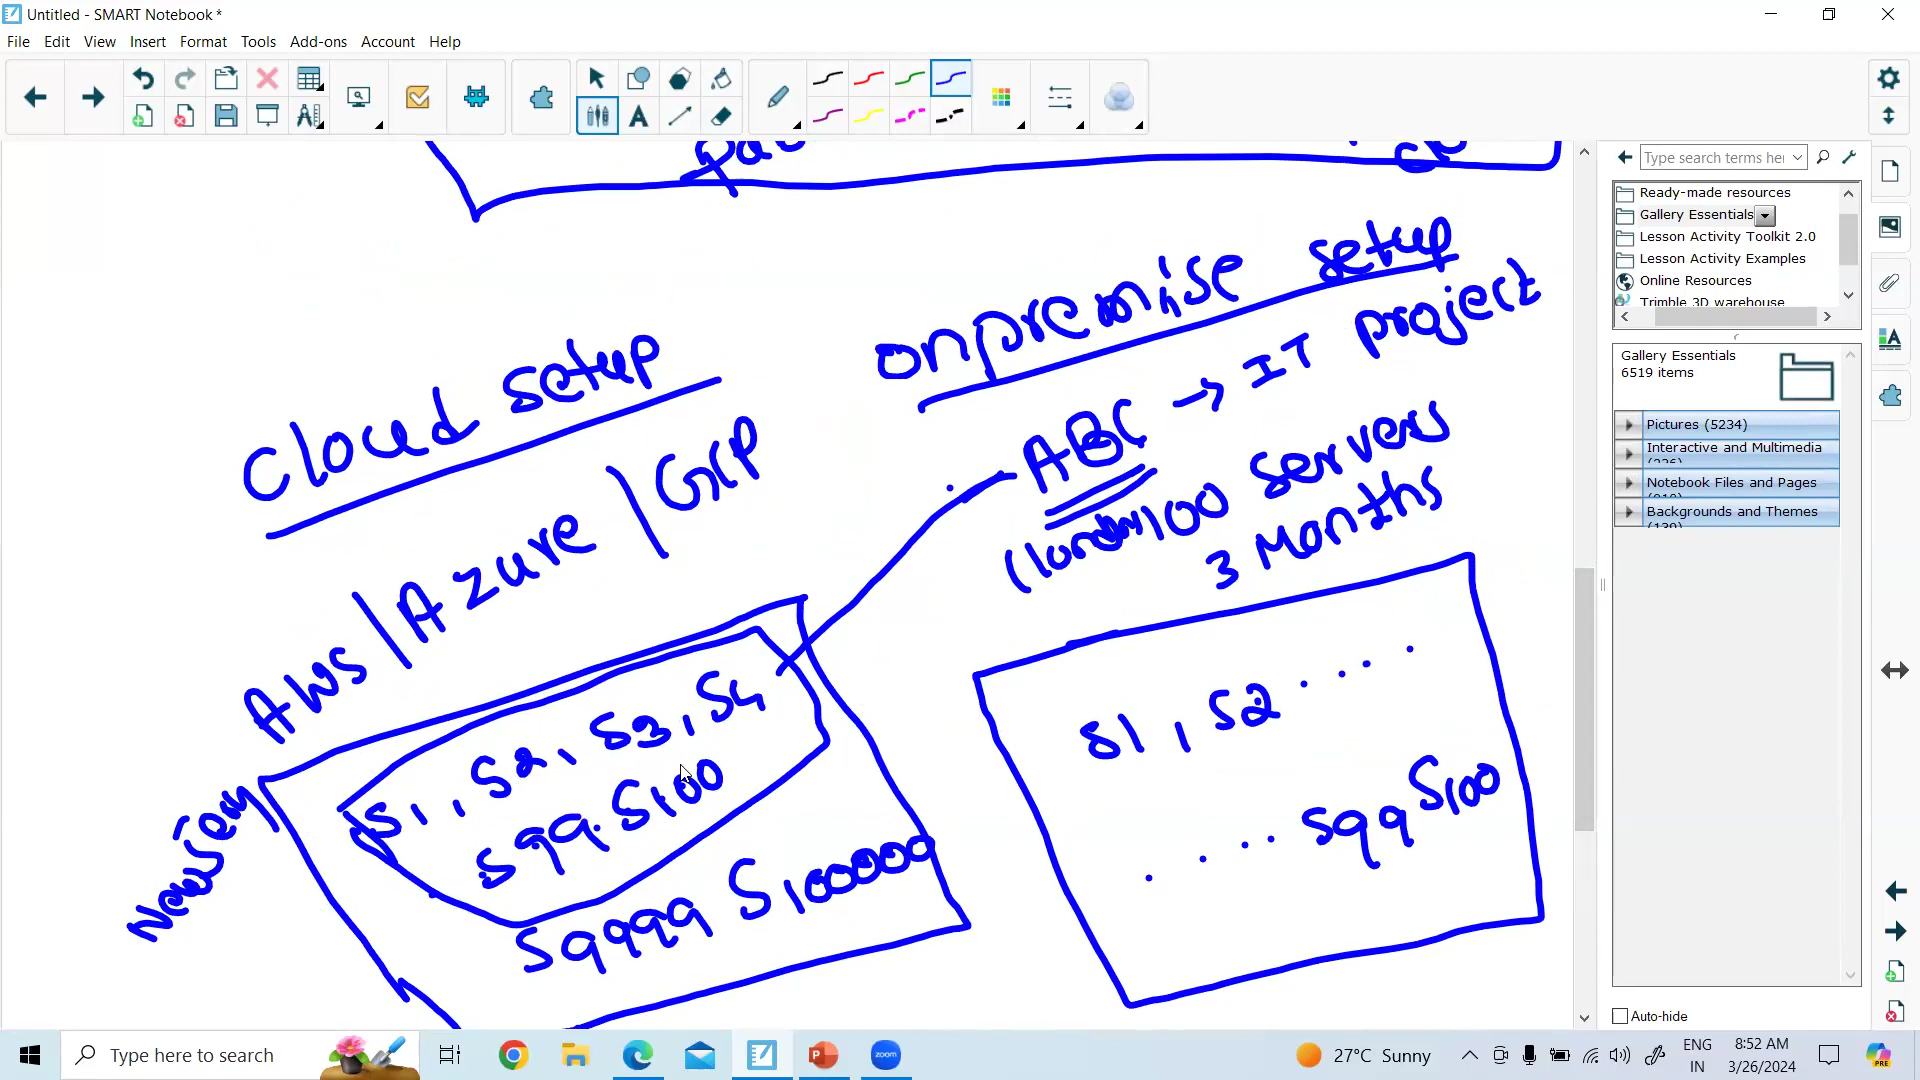 Untitled - SMART Notebook *
File Edit View Insert Format Tools Add-ons Account Help
Type search terms her
Ready-made resources
Gallery Essentials
Lesson Activity Toolkit 2.0
Lesson Activity Examples
Online Resources
Trimble 3D warehouse
Gallery Essentials
6519 items
Pictures (5234)
Interactive and Multimedia
Notebook Files and Pages
Backgrounds and Themes
Auto-hide
onpremise setup
ABC → IT project
100 servers
3 Months
S1, S2 ....
.... S99 S100
Cloud setup
AWS/Azure/GCP
S1, S2, S3, S4
S99. S100
S9999 S100000
Type here to search
zoom
27°C Sunny
ENG
IN
8:52 AM
3/26/2024
PRE